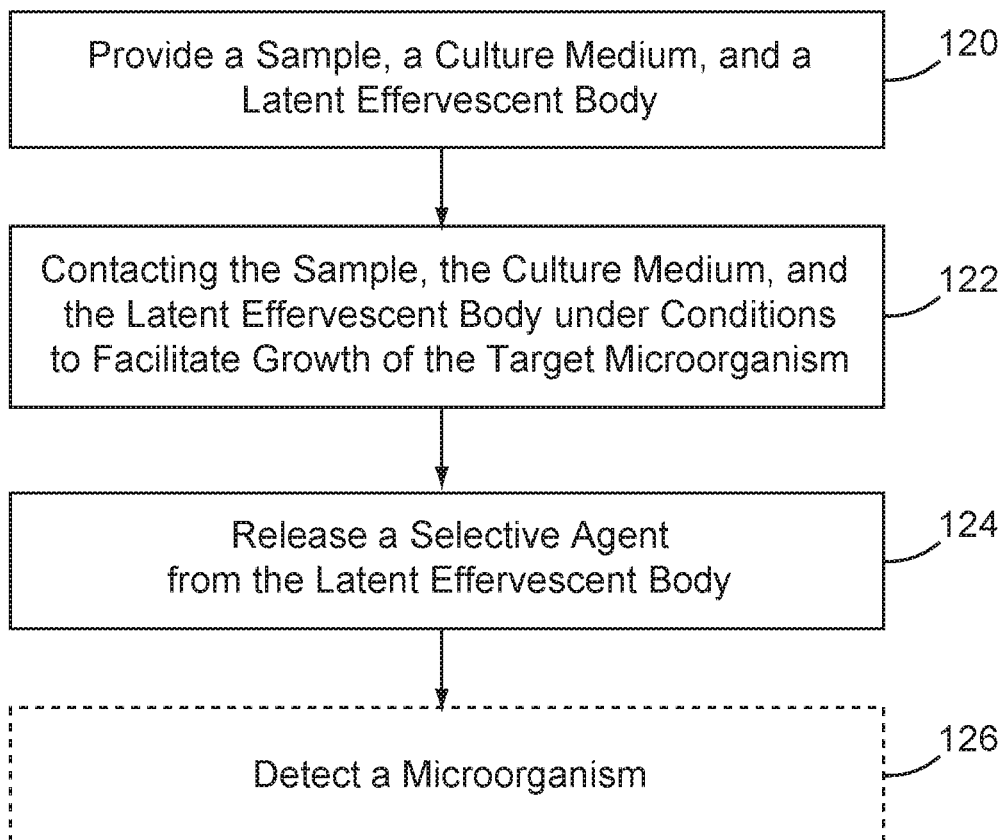 Provide a Sample, a Culture Medium, and a
Latent Effervescent Body
120
Contacting the Sample, the Culture Medium, and
the Latent Effervescent Body under Conditions
to Facilitate Growth of the Target Microorganism
122
Release a Selective Agent
from the Latent Effervescent Body
124
Detect a Microorganism
126